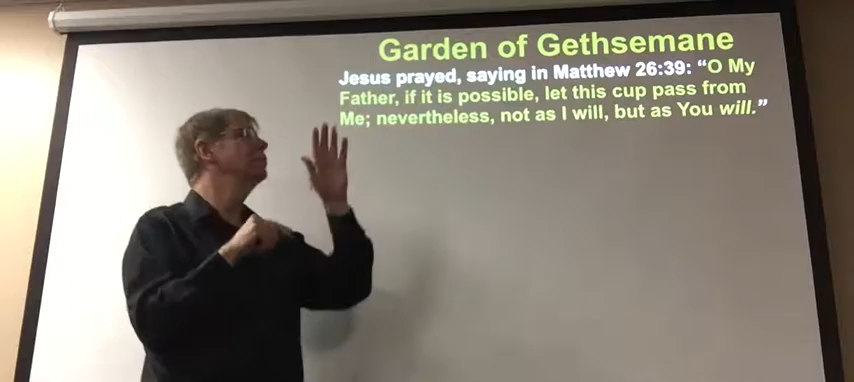 Garden of Gethsemane
Jesus prayed, saying in Matthew 26:39: “O My
Father, if it is possible, let this cup pass from
Me; nevertheless, not as I will, but as You will.”